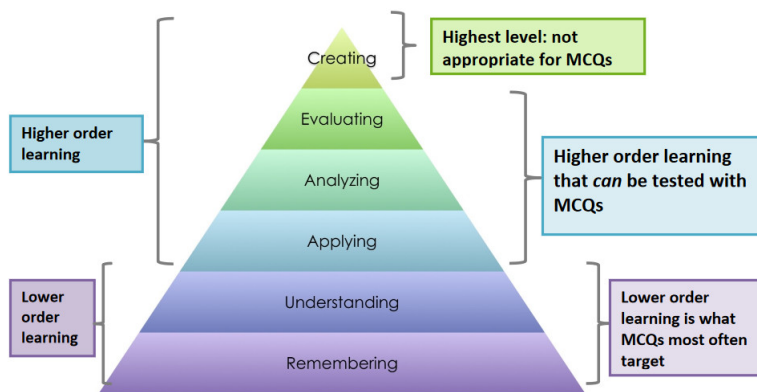 Creating
Highest level: not
appropriate for MCQs
Evaluating
Higher order
learning
Analyzing
Higher order learning
that can be tested with
MCQs
Applying
Lower
order
learning
Understanding
Lower order
learning is what
MCQs most often
target
Remembering